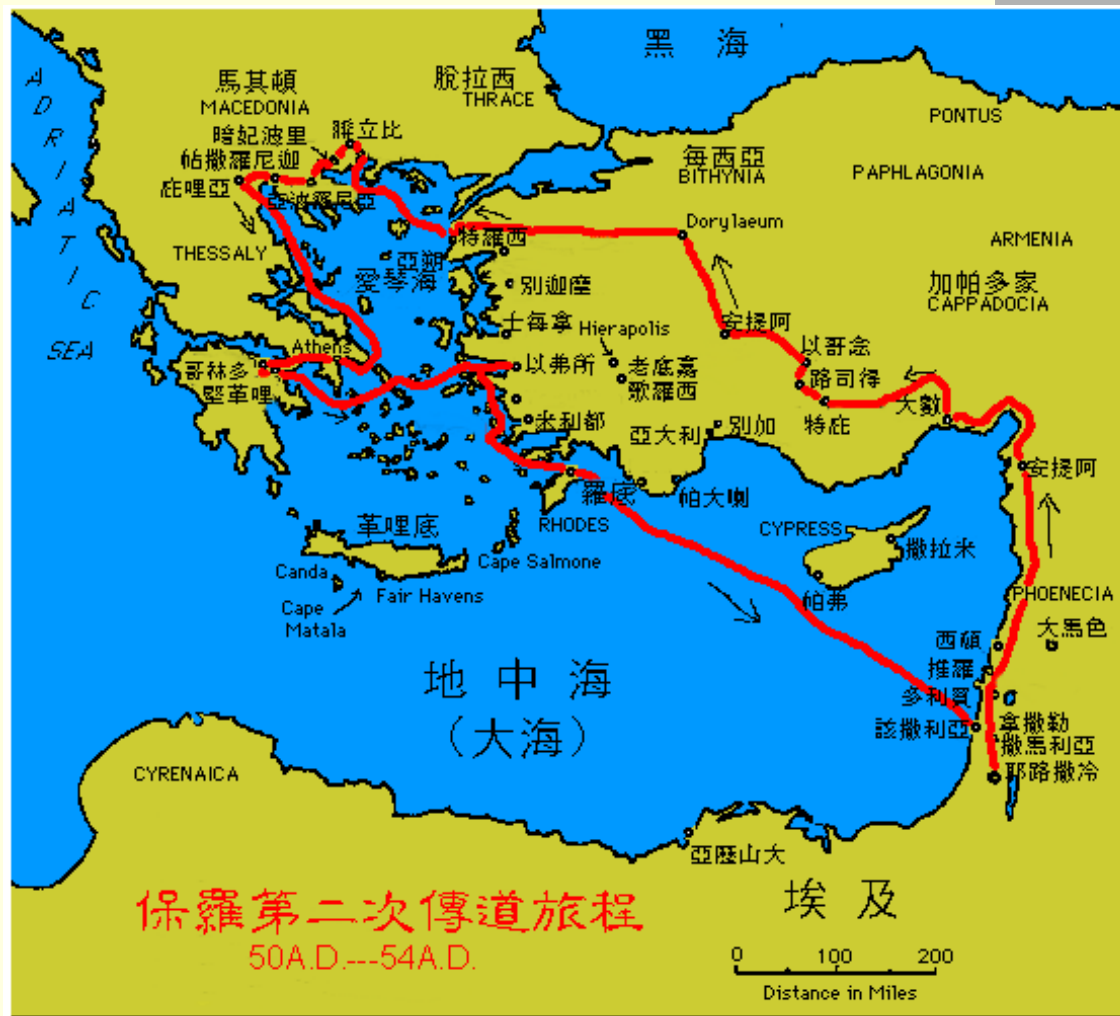 黑 海
ADRIATIC
SEA
馬其頓
MACEDONIA
脫拉西
THRACE
PONTUS
暗妃波里
腓立比
帖撒羅尼迦
庇哩亞
亞波羅尼亞
每西亞
BITHYNIA
PAPHLAGONIA
Dorylaeum
ARMENIA
THESSALY
特羅西
亞朔
愛琴海
別迦摩
加帕多家
CAPPADOCIA
士每拿
Hierapolis
安提阿
以哥念
Athens
哥林多
堅革哩
以弗所
老底嘉
歌羅西
路司得
特庇
大數
米利都
亞大利
別加
安提阿
羅底
RHODES
帕大喇
革哩底
CYPRESS
撒拉米
Cape Salmone
Canda
Fair Havens
Cape
Matala
帕弗
PHOENECIA
大馬色
西頓
推羅
多利買
地中海
(大海)
該撒利亞
拿撒勒
撒馬利亞
耶路撒冷
CYRENAICA
亞歷山大
埃及
保羅第二次傳道旅程
50A.D.---54A.D.
0 100 200
Distance in Miles